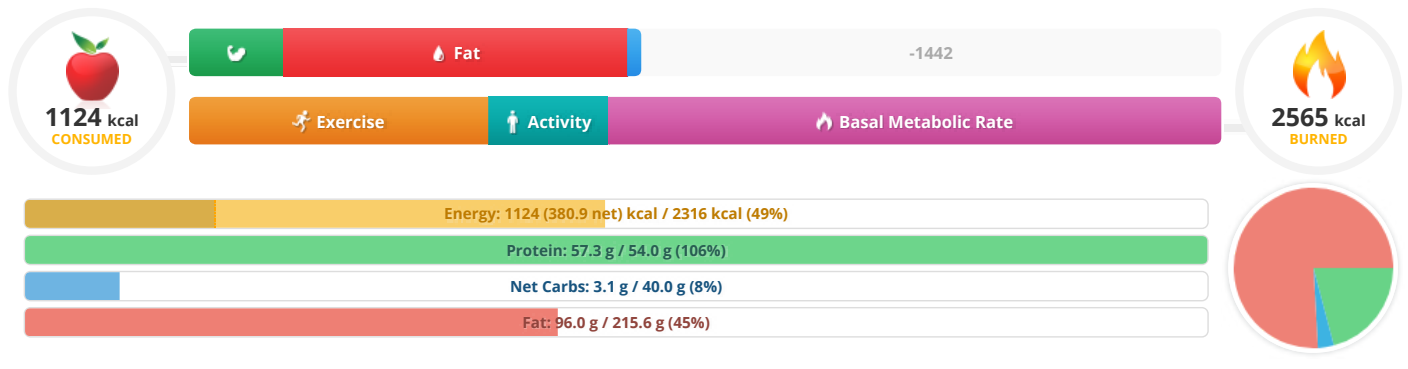 Fat
-1442
1124 kcal
CONSUMED
Exercise
Activity
Basal Metabolic Rate
2565 kcal
BURNED
Energy: 1124 (380.9 net) kcal / 2316 kcal (49%)
Protein: 57.3 g / 54.0 g (106%)
Net Carbs: 3.1 g / 40.0 g (8%)
Fat: 96.0 g / 215.6 g (45%)